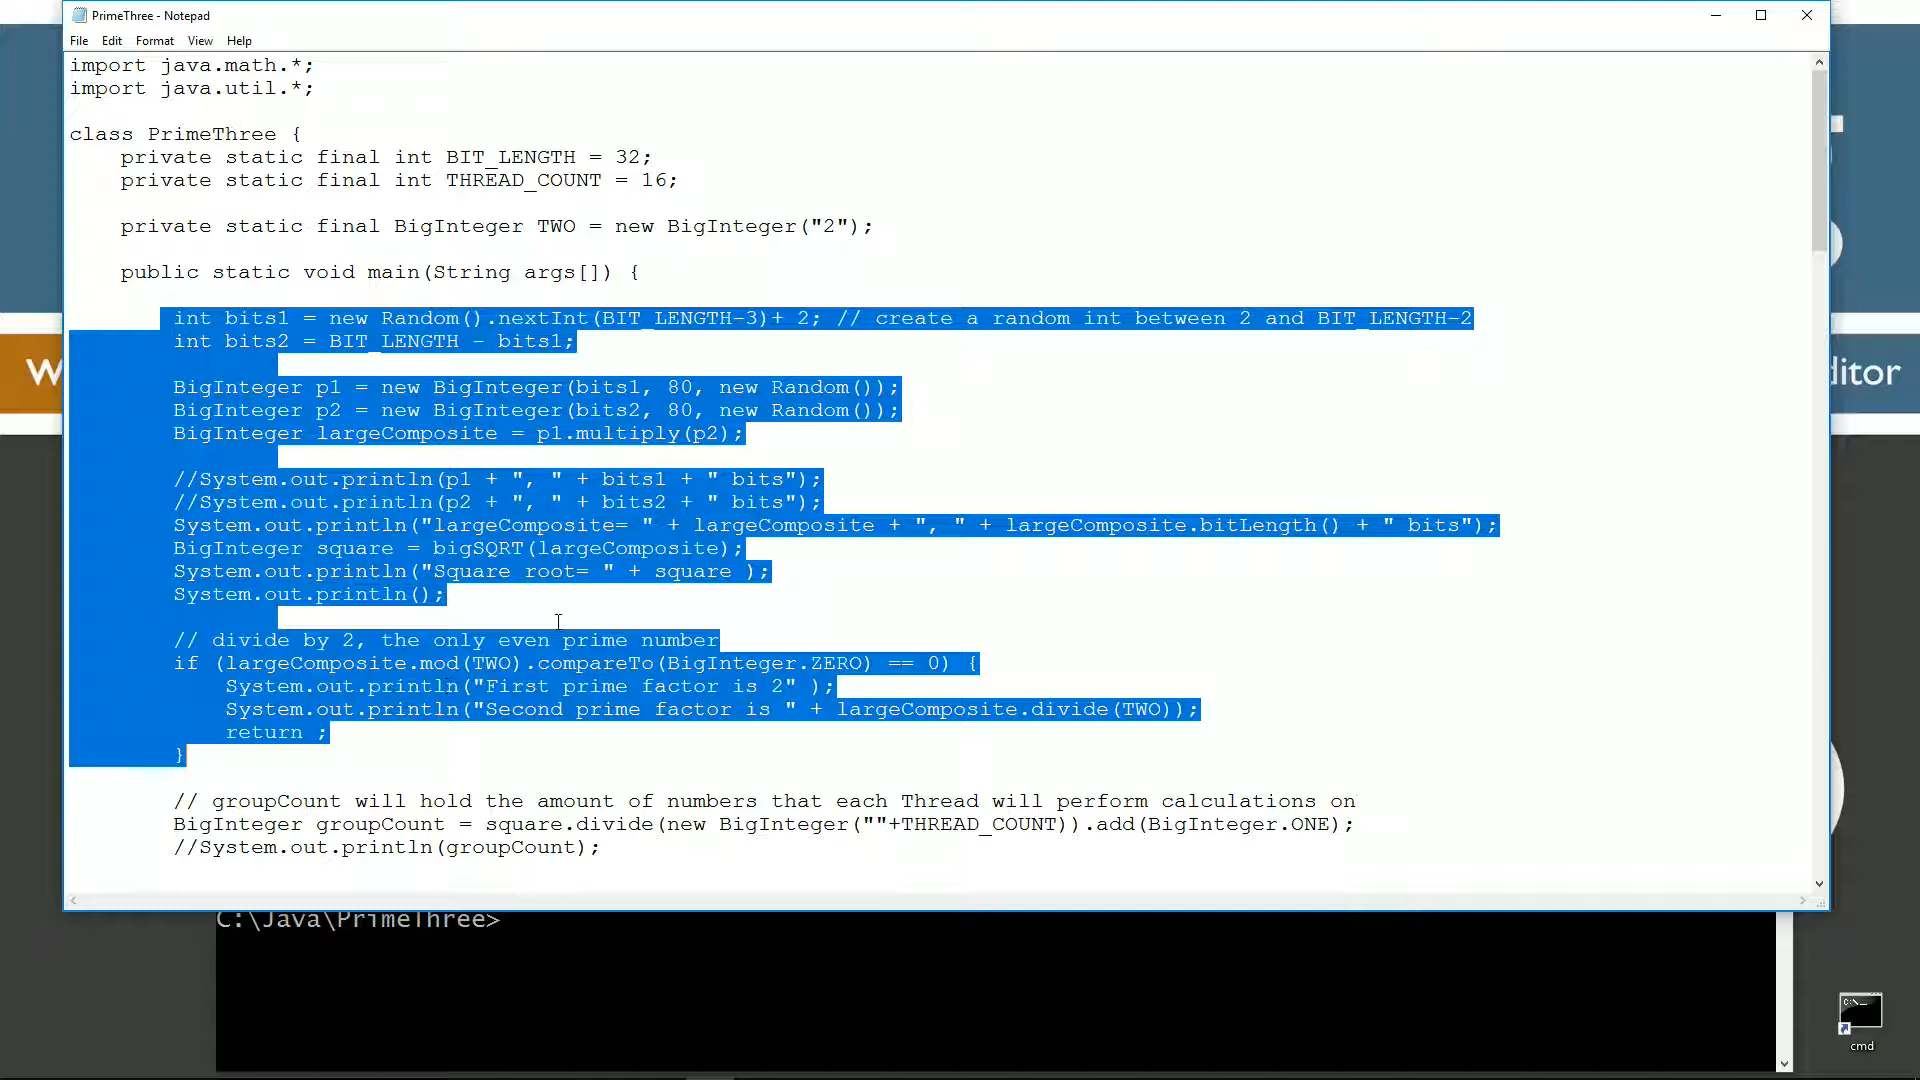 PrimeThree - Notepad
File Edit Format View Help
import java.math.*;
import java.util.*;
class PrimeThree {
private static final int BIT_LENGTH = 32;
private static final int THREAD_COUNT = 16;
private static final BigInteger TWO = new BigInteger("2");
public static void main(String args[]) {
int bits1 = new Random().nextInt(BIT_LENGTH-3)+ 2; // create a random int between 2 and BIT_LENGTH-2
int bits2 = BIT_LENGTH - bits1;
BigInteger p1 = new BigInteger(bits1, 80, new Random());
BigInteger p2 = new BigInteger(bits2, 80, new Random());
BigInteger largeComposite = p1.multiply(p2);
//System.out.println(p1 + ", " + bits1 + " bits");
//System.out.println(p2 + ", " + bits2 + " bits");
System.out.println("largeComposite= " + largeComposite + ", " + largeComposite.bitLength() + " bits");
BigInteger square = bigSQRT(largeComposite);
System.out.println("Square root= " + square );
System.out.println();
// divide by 2, the only even prime number
if (largeComposite.mod(TWO).compareTo(BigInteger.ZERO) == 0) {
System.out.println("First prime factor is 2" );
System.out.println("Second prime factor is " + largeComposite.divide(TWO));
return ;
}
// groupCount will hold the amount of numbers that each Thread will perform calculations on
BigInteger groupCount = square.divide(new BigInteger(""+THREAD_COUNT)).add(BigInteger.ONE);
//System.out.println(groupCount);
C:\Java\PrimeThree>
cmd